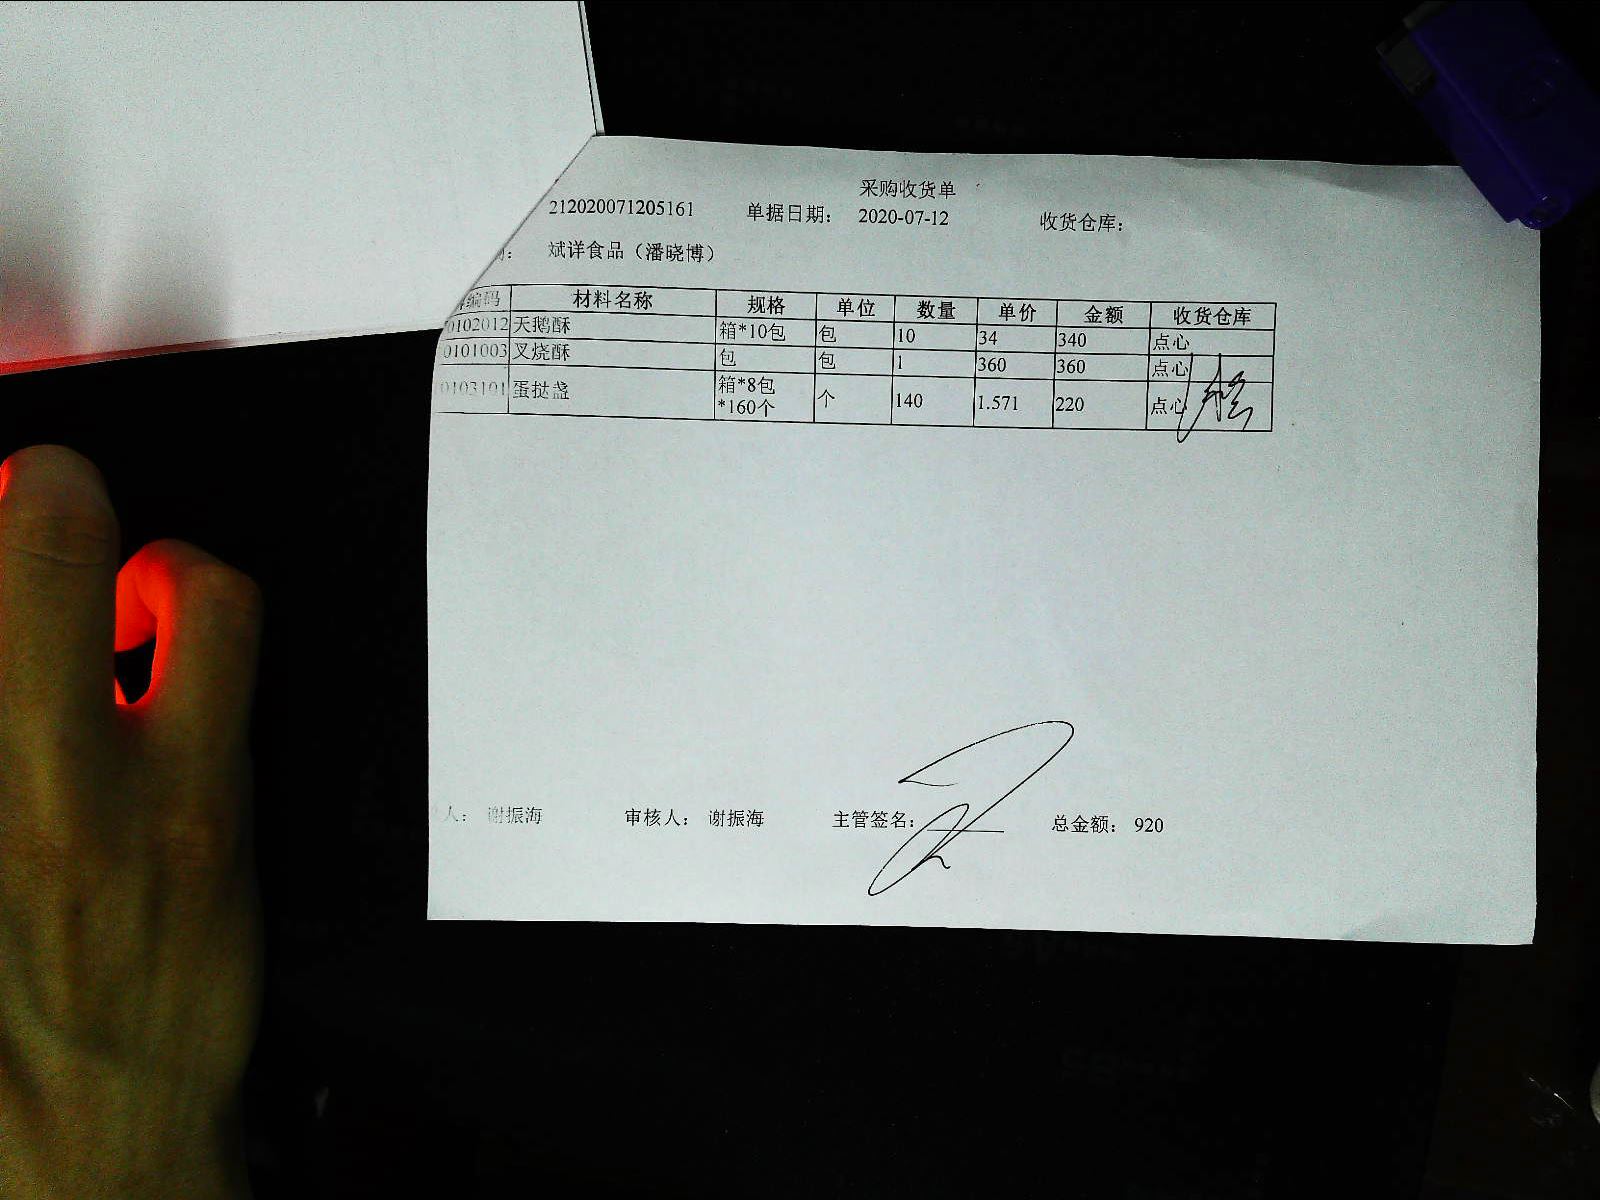 采购收货单
212020071205161 单据日期： 2020-07-12 收货仓库：
： 斌详食品（潘晓博）
编码 材料名称 规格 单位 数量 单价 金额 收货仓库
0102012 天鹅酥 箱*10包 包 10 34 340 点心
0101003 叉烧酥 包 包 1 360 360 点心
0103101 蛋挞盏 箱*8包*160个 个 140 1.571 220 点心
人： 谢振海 审核人： 谢振海 主管签名： 总金额： 920